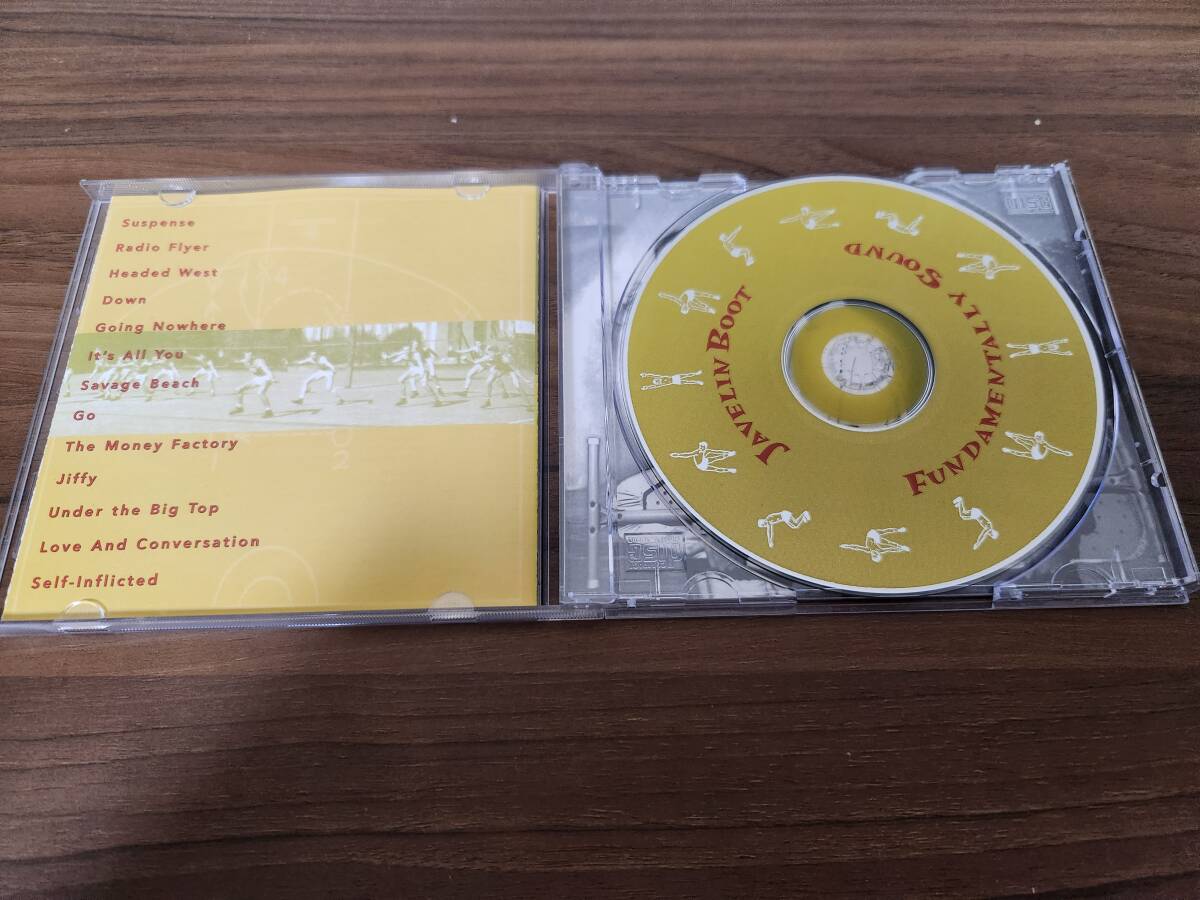 Suspense
Radio Flyer
Headed West
Down
Going Nowhere
It's All You
Savage Beach
Go
The Money Factory
Jiffy
Under the Big Top
Love And Conversation
Self-Inflicted
JAVELIN BOOT
FUNDAMENTALLY SOUND